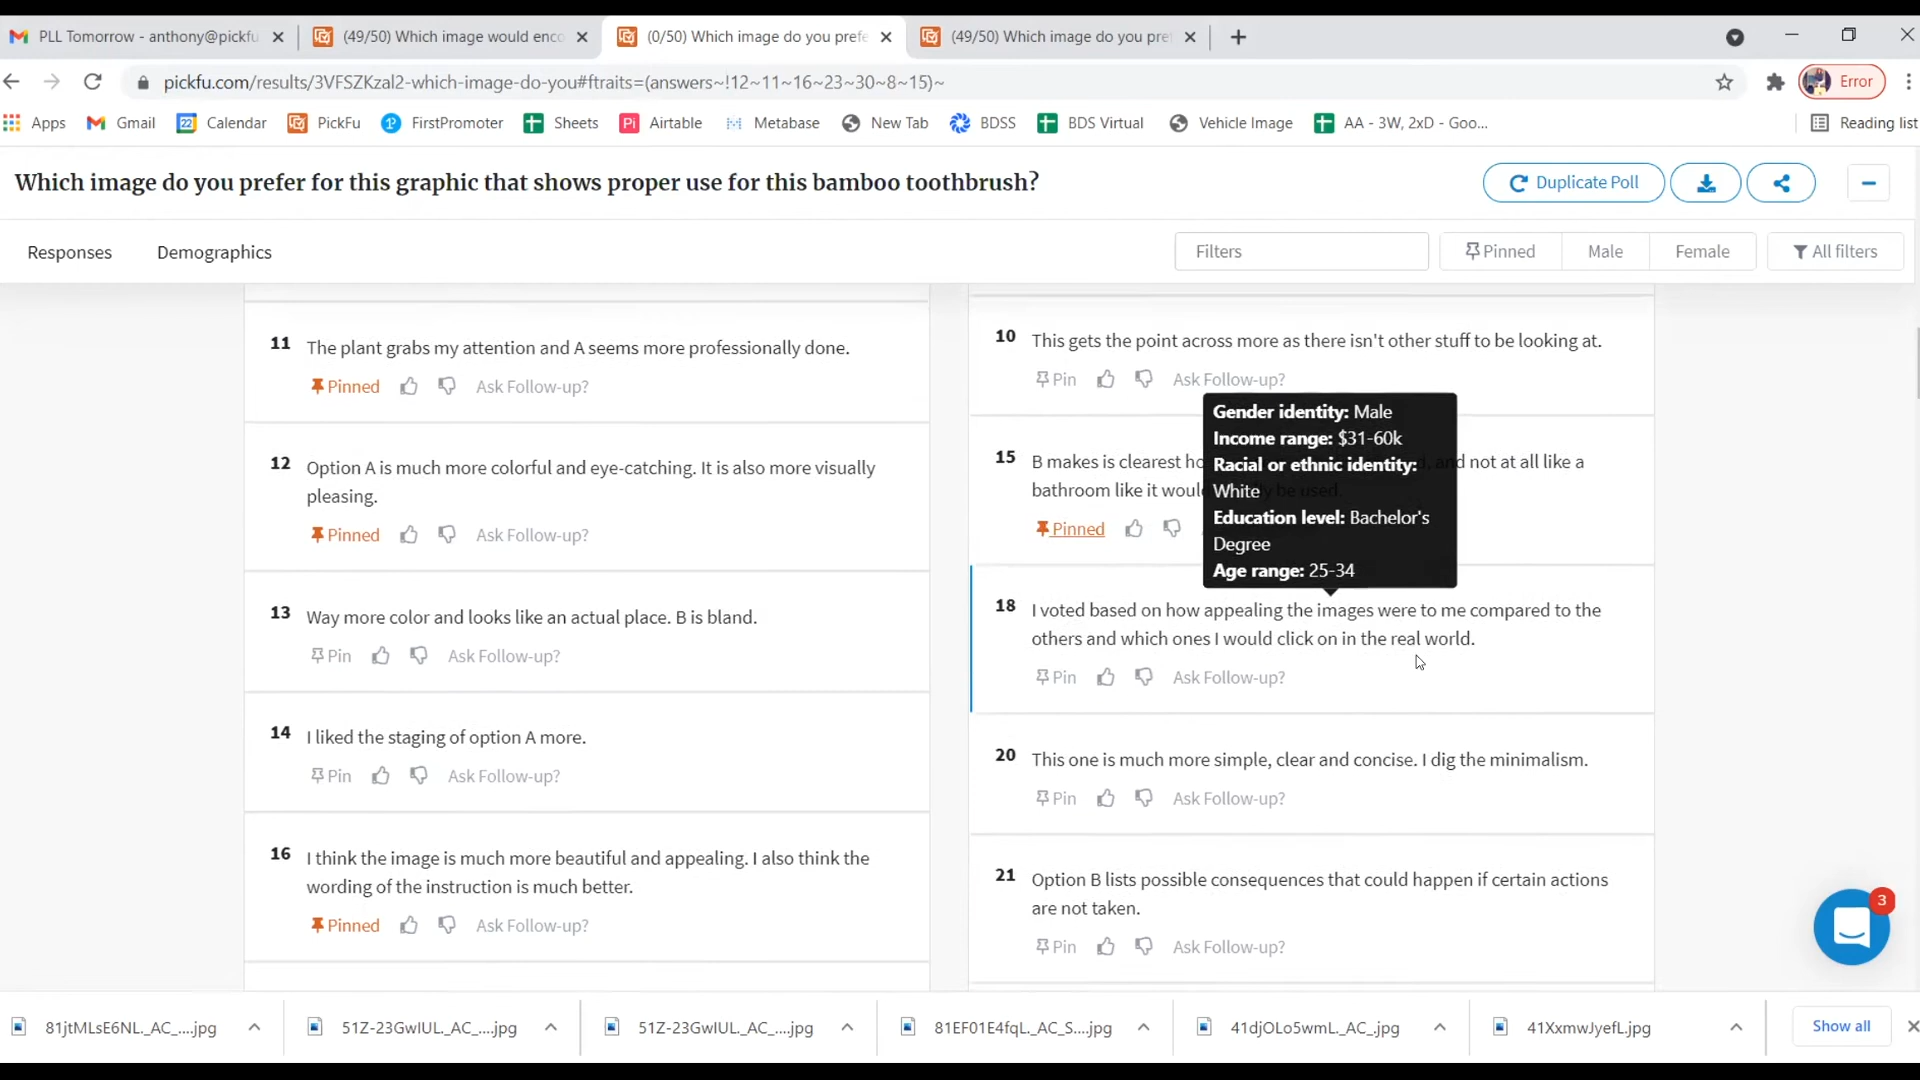 PLL Tomorrow - anthony@pickfu
(49/50) Which image would enco
(0/50) Which image do you prefe
(49/50) Which image do you pre
pickfu.com/results/3VFSZKzal2-which-image-do-you#ftraits=(answers~!12~11~16~23~30~8~15)~
Error
Apps
Gmail
Calendar
PickFu
FirstPromoter
Sheets
Airtable
Metabase
New Tab
BDSS
BDS Virtual
Vehicle Image
AA - 3W, 2xD - Goo...
Reading list
Which image do you prefer for this graphic that shows proper use for this bamboo toothbrush?
Duplicate Poll
Responses
Demographics
Filters
Pinned
Male
Female
All filters
11 The plant grabs my attention and A seems more professionally done.
Pinned Ask Follow-up?
12 Option A is much more colorful and eye-catching. It is also more visually
pleasing.
Pinned Ask Follow-up?
13 Way more color and looks like an actual place. B is bland.
Pin Ask Follow-up?
14 I liked the staging of option A more.
Pin Ask Follow-up?
16 I think the image is much more beautiful and appealing. I also think the
wording of the instruction is much better.
Pinned Ask Follow-up?
10 This gets the point across more as there isn't other stuff to be looking at.
Pin Ask Follow-up?
Gender identity: Male
Income range: $31-60k
Racial or ethnic identity:
White
Education level: Bachelor's
Degree
Age range: 25-34
15 B makes is clearest and not at all like a
bathroom like it be used.
Pinned
18 I voted based on how appealing the images were to me compared to the
others and which ones I would click on in the real world.
Pin Ask Follow-up?
20 This one is much more simple, clear and concise. I dig the minimalism.
Pin Ask Follow-up?
21 Option B lists possible consequences that could happen if certain actions
are not taken.
Pin Ask Follow-up?
3
81jtMLsE6NL._AC_....jpg
51Z-23GwIUL._AC_....jpg
51Z-23GwIUL._AC_....jpg
81EF01E4fqL._AC_S....jpg
41djOLo5wmL._AC_.jpg
41XxmwJyefL.jpg
Show all